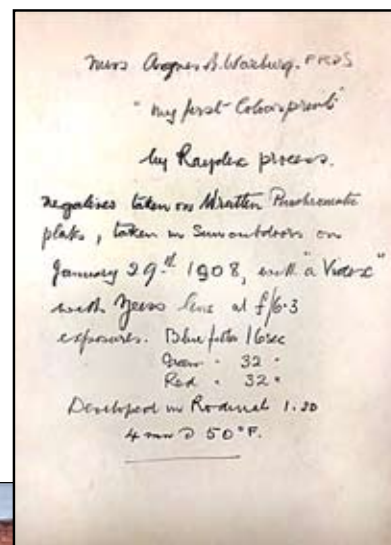 Miss Agnes B. Warburg. FRPS
"My first Colour print"
by Raydex process.
negatives taken on Wratten Panchromatic
plates, taken in Sun outdoors on
January 29th 1908, with "a Videx"
with Zeiss lens at f/6.3
exposures. Blue filter 16 sec
Green " 32 "
Red " 32 "
Developed in Rodinal 1.20
4 min @ 50°F.